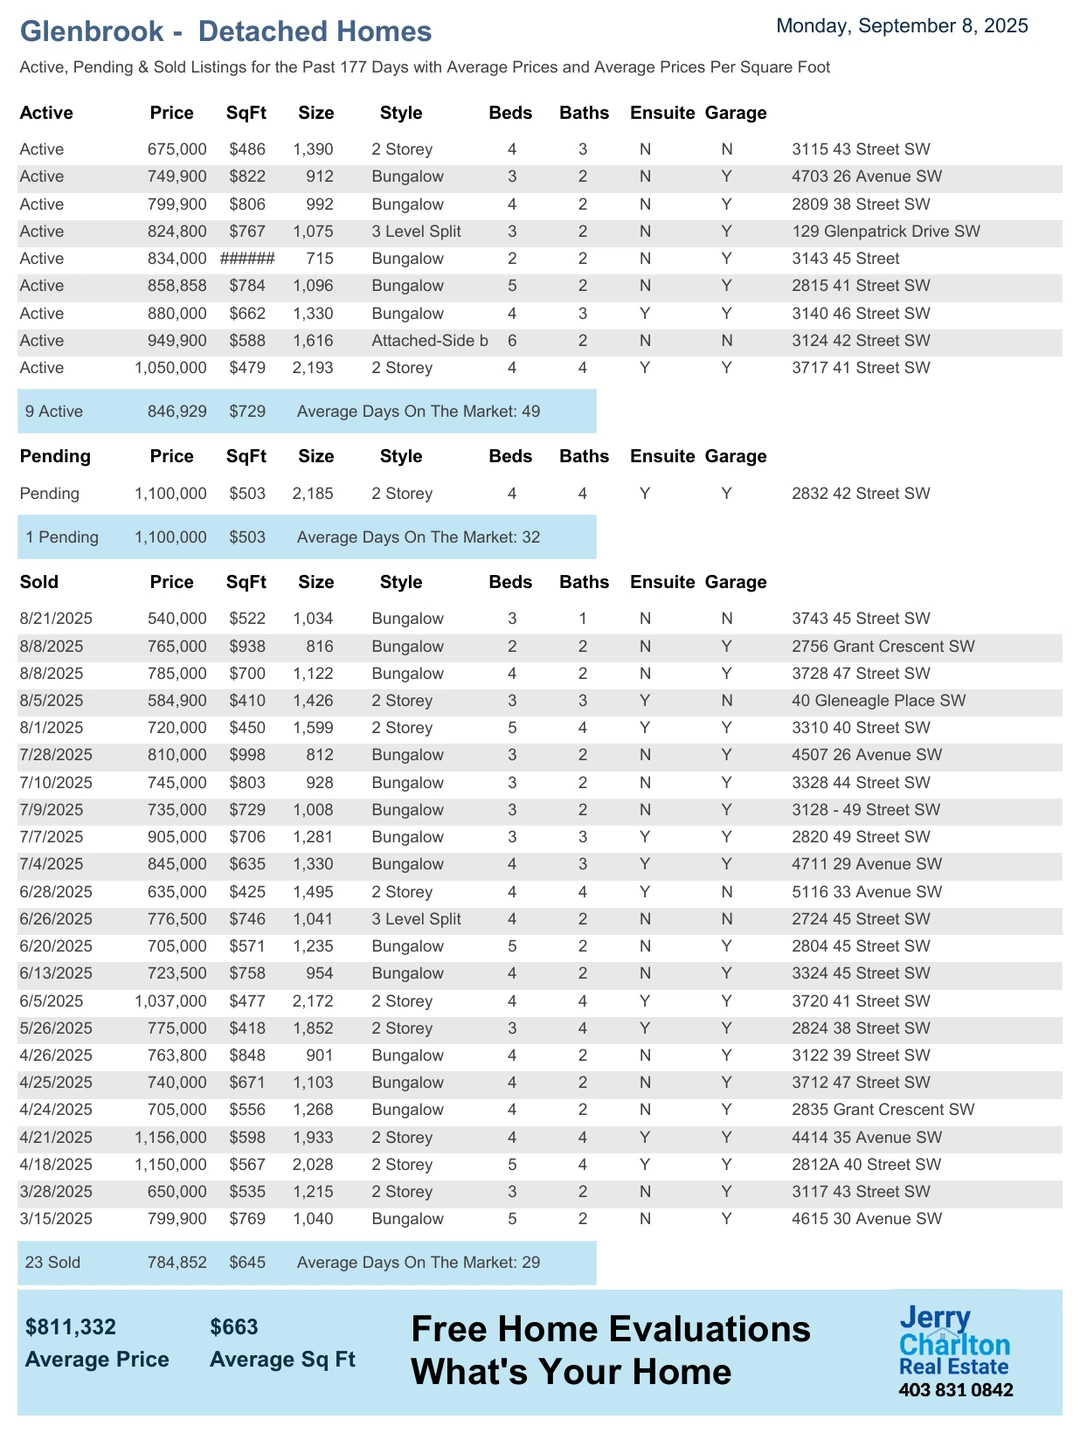 Glenbrook - Detached Homes
Monday, September 8, 2025
Active, Pending & Sold Listings for the Past 177 Days with Average Prices and Average Prices Per Square Foot
Active Price SqFt Size Style Beds Baths Ensuite Garage
Active 675,000 $486 1,390 2 Storey 4 3 N N 3115 43 Street SW
Active 749,900 $822 912 Bungalow 3 2 N Y 4703 26 Avenue SW
Active 799,900 $806 992 Bungalow 4 2 N Y 2809 38 Street SW
Active 824,800 $767 1,075 3 Level Split 3 2 N Y 129 Glenpatrick Drive SW
Active 834,000 ###### 715 Bungalow 2 2 N Y 3143 45 Street
Active 858,858 $784 1,096 Bungalow 5 2 N Y 2815 41 Street SW
Active 880,000 $662 1,330 Bungalow 4 3 Y Y 3140 46 Street SW
Active 949,900 $588 1,616 Attached-Side b 6 2 N N 3124 42 Street SW
Active 1,050,000 $479 2,193 2 Storey 4 4 Y Y 3717 41 Street SW
9 Active 846,929 $729 Average Days On The Market: 49
Pending Price SqFt Size Style Beds Baths Ensuite Garage
Pending 1,100,000 $503 2,185 2 Storey 4 4 Y Y 2832 42 Street SW
1 Pending 1,100,000 $503 Average Days On The Market: 32
Sold Price SqFt Size Style Beds Baths Ensuite Garage
8/21/2025 540,000 $522 1,034 Bungalow 3 1 N N 3743 45 Street SW
8/8/2025 765,000 $938 816 Bungalow 2 2 N Y 2756 Grant Crescent SW
8/8/2025 785,000 $700 1,122 Bungalow 4 2 N Y 3728 47 Street SW
8/5/2025 584,900 $410 1,426 2 Storey 3 3 Y N 40 Gleneagle Place SW
8/1/2025 720,000 $450 1,599 2 Storey 5 4 Y Y 3310 40 Street SW
7/28/2025 810,000 $998 812 Bungalow 3 2 N Y 4507 26 Avenue SW
7/10/2025 745,000 $803 928 Bungalow 3 2 N Y 3328 44 Street SW
7/9/2025 735,000 $729 1,008 Bungalow 3 2 N Y 3128 - 49 Street SW
7/7/2025 905,000 $706 1,281 Bungalow 3 3 Y Y 2820 49 Street SW
7/4/2025 845,000 $635 1,330 Bungalow 4 3 Y Y 4711 29 Avenue SW
6/28/2025 635,000 $425 1,495 2 Storey 4 4 Y N 5116 33 Avenue SW
6/26/2025 776,500 $746 1,041 3 Level Split 4 2 N N 2724 45 Street SW
6/20/2025 705,000 $571 1,235 Bungalow 5 2 N Y 2804 45 Street SW
6/13/2025 723,500 $758 954 Bungalow 4 2 N Y 3324 45 Street SW
6/5/2025 1,037,000 $477 2,172 2 Storey 4 4 Y Y 3720 41 Street SW
5/26/2025 775,000 $418 1,852 2 Storey 3 4 Y Y 2824 38 Street SW
4/26/2025 763,800 $848 901 Bungalow 4 2 N Y 3122 39 Street SW
4/25/2025 740,000 $671 1,103 Bungalow 4 2 N Y 3712 47 Street SW
4/24/2025 705,000 $556 1,268 Bungalow 4 2 N Y 2835 Grant Crescent SW
4/21/2025 1,156,000 $598 1,933 2 Storey 4 4 Y Y 4414 35 Avenue SW
4/18/2025 1,150,000 $567 2,028 2 Storey 5 4 Y Y 2812A 40 Street SW
3/28/2025 650,000 $535 1,215 2 Storey 3 2 N Y 3117 43 Street SW
3/15/2025 799,900 $769 1,040 Bungalow 5 2 N Y 4615 30 Avenue SW
23 Sold 784,852 $645 Average Days On The Market: 29
$811,332 $663
Average Price Average Sq Ft
Free Home Evaluations
What's Your Home
Jerry
Charlton
Real Estate
403 831 0842